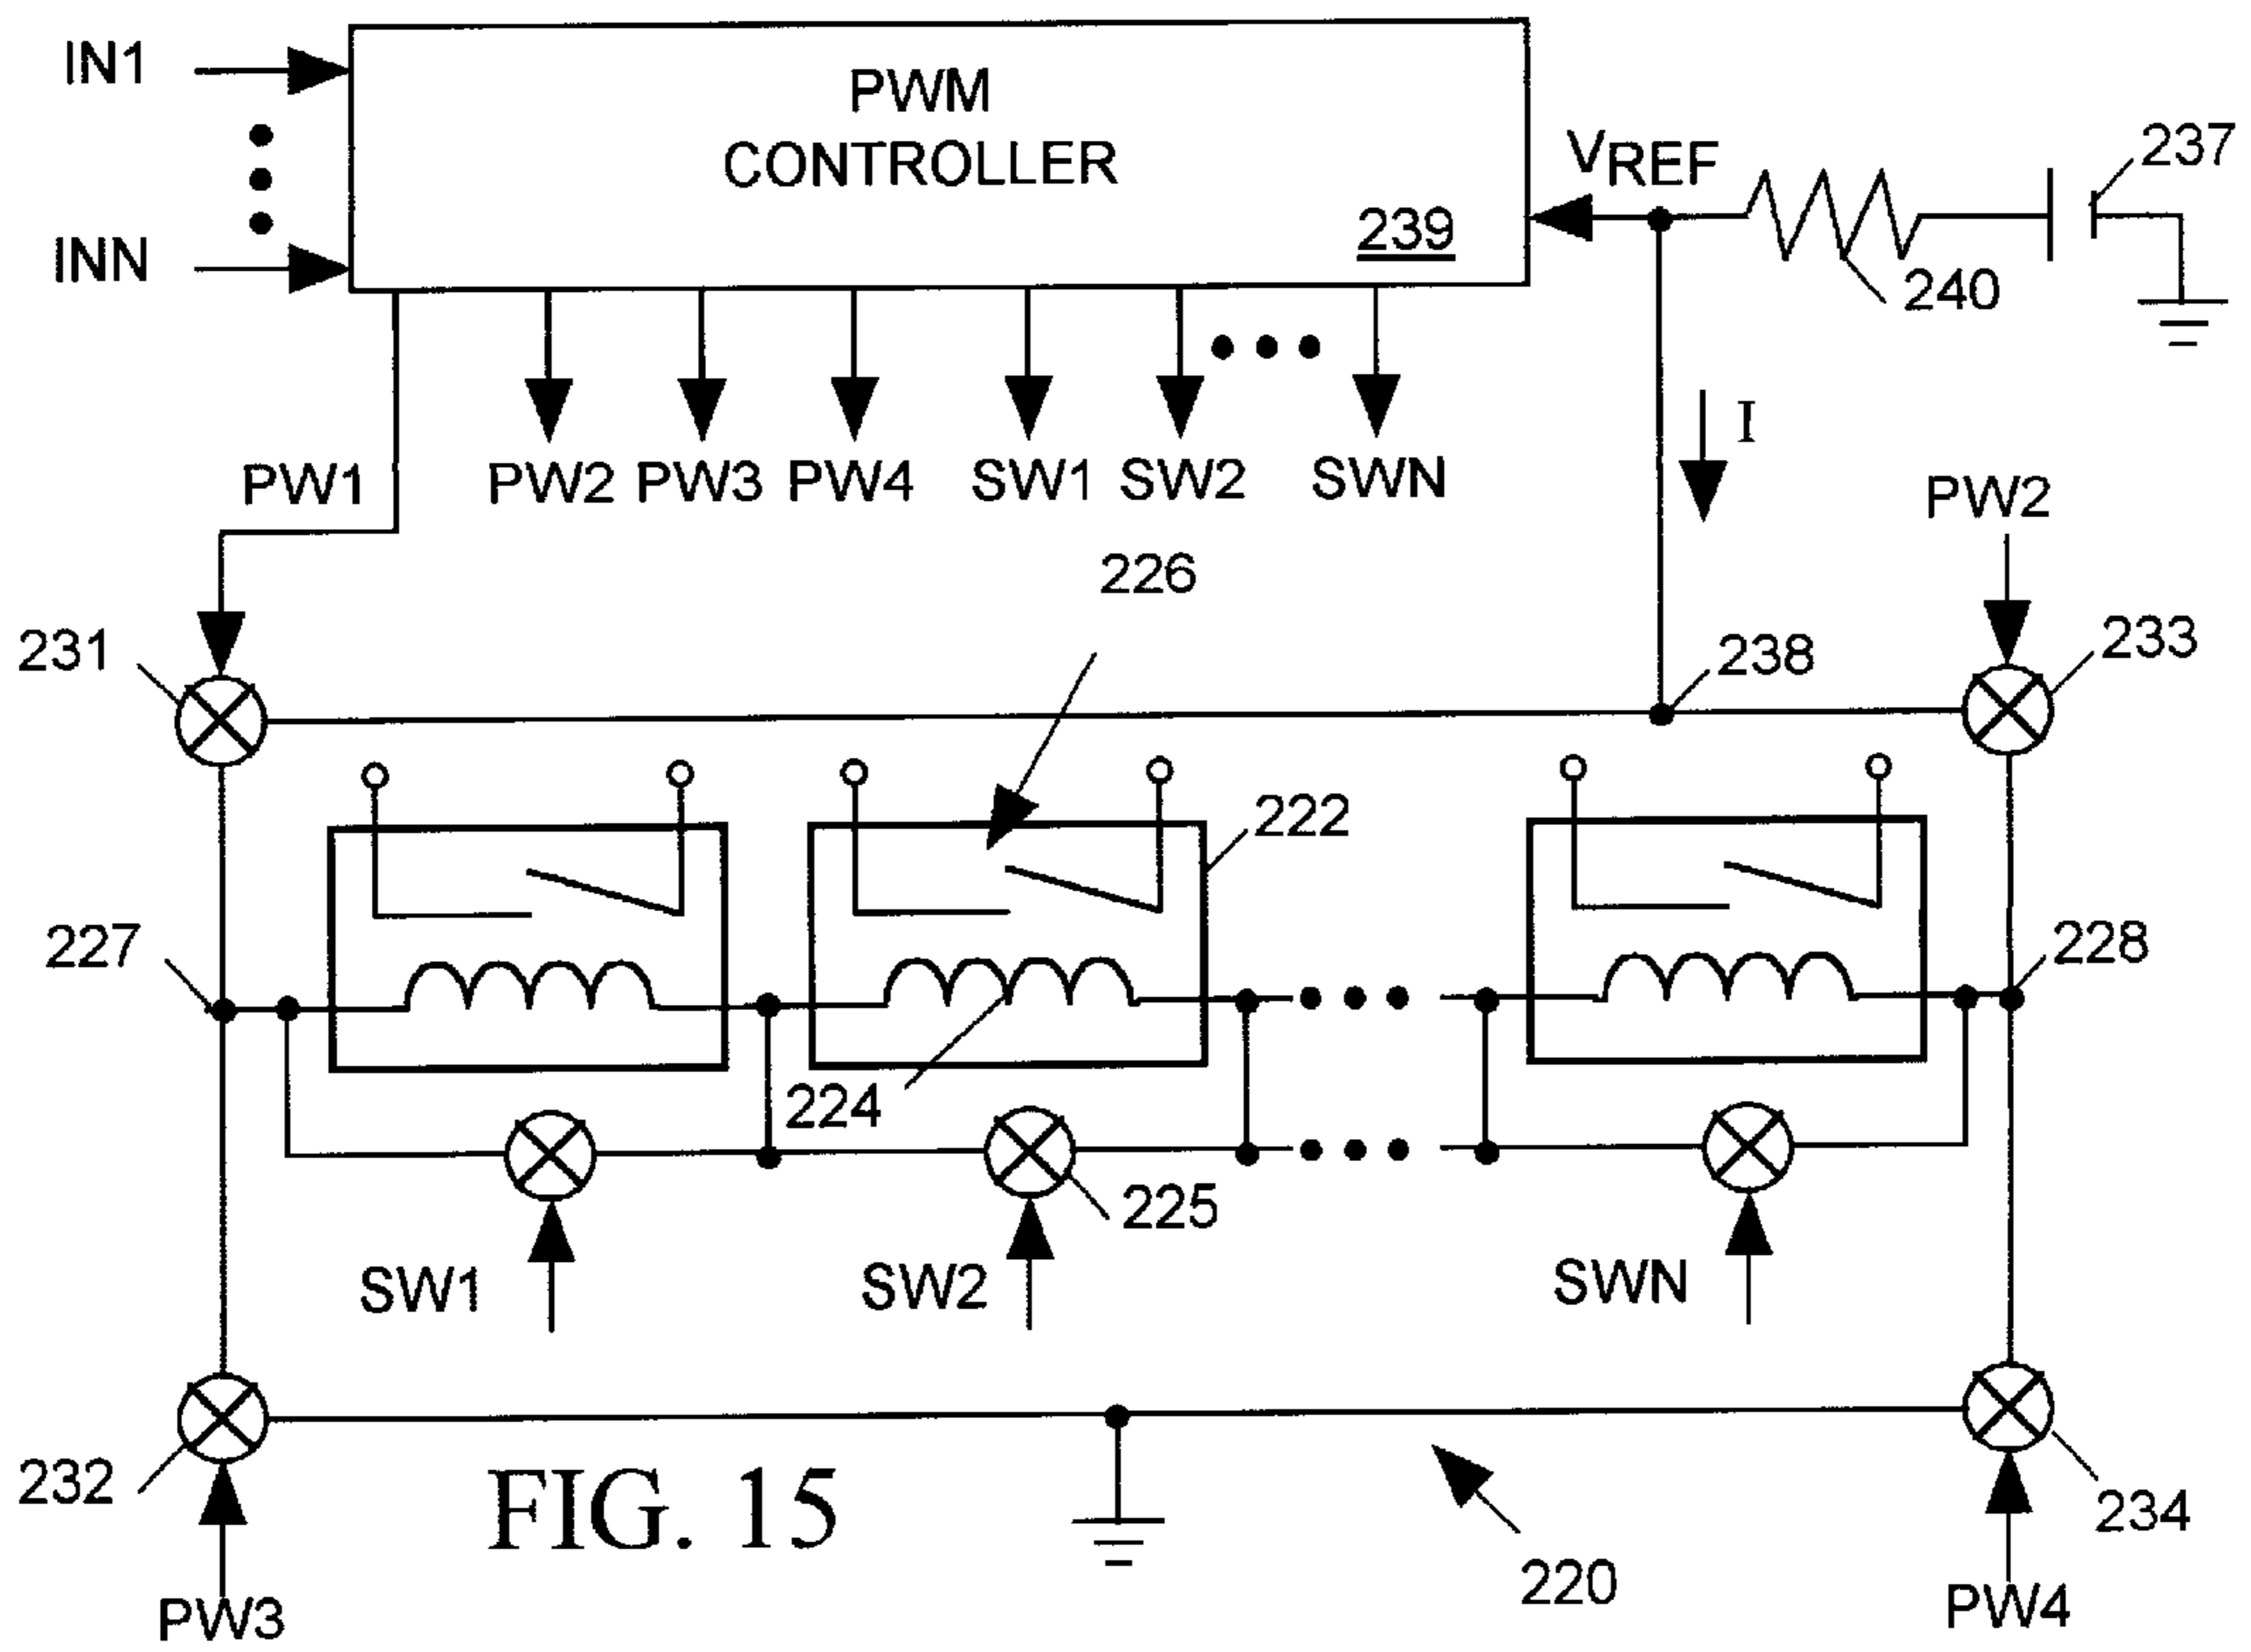 IN1
PWM
CONTROLLER
239
INN
VREF
237
240
PW1
PW2
PW3
PW4
SW1
SW2
SWN
I
PW2
226
231
238
233
222
227
228
224
225
SW1
SW2
SWN
232
FIG. 15
234
220
PW3
PW4